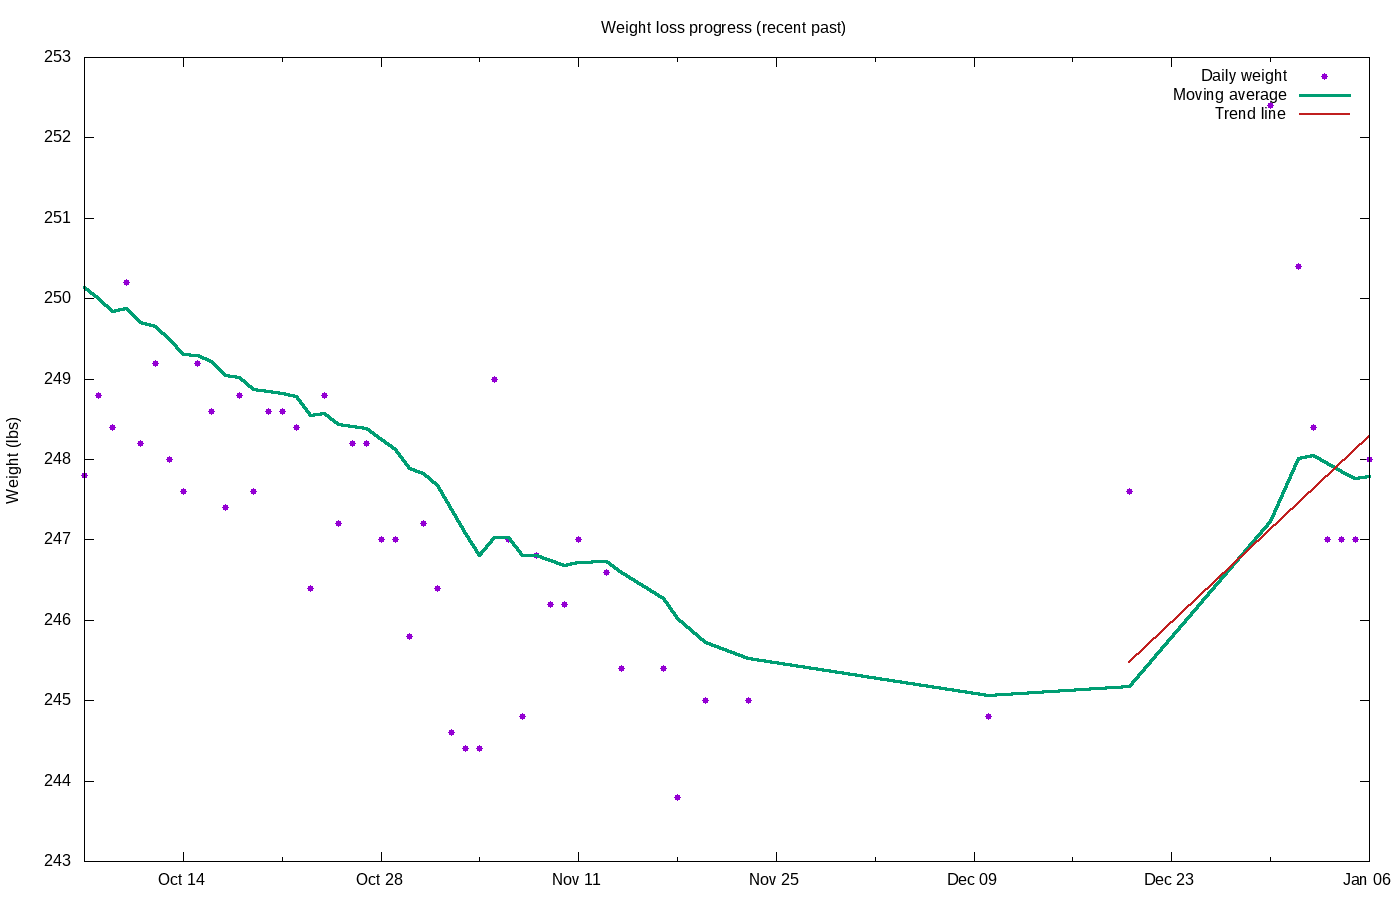 Weight loss progress (recent past)
253
252
251
250
249
248
247
246
245
244
243
Weight (lbs)
Daily weight
Moving average
Trend line
Oct 14 Oct 28 Nov 11 Nov 25 Dec 09 Dec 23 Jan 06